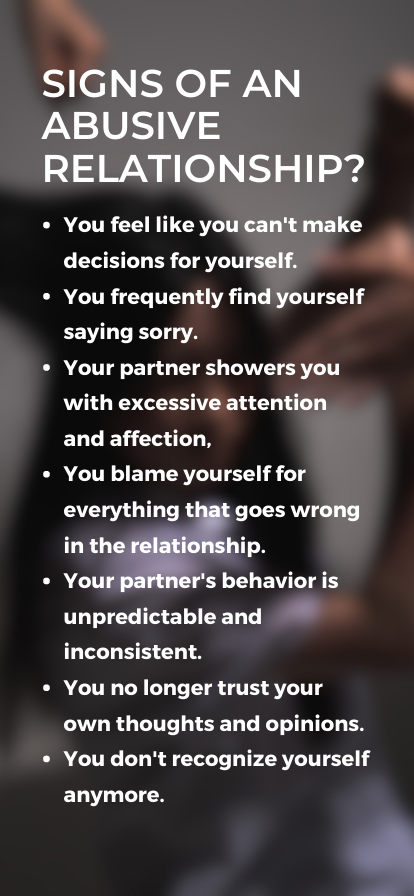 SIGNS OF AN
ABUSIVE
RELATIONSHIP?
• You feel like you can't make
decisions for yourself.
• You frequently find yourself
saying sorry.
• Your partner showers you
with excessive attention
and affection,
• You blame yourself for
everything that goes wrong
in the relationship.
• Your partner's behavior is
unpredictable and
inconsistent.
• You no longer trust your
own thoughts and opinions.
• You don't recognize yourself
anymore.